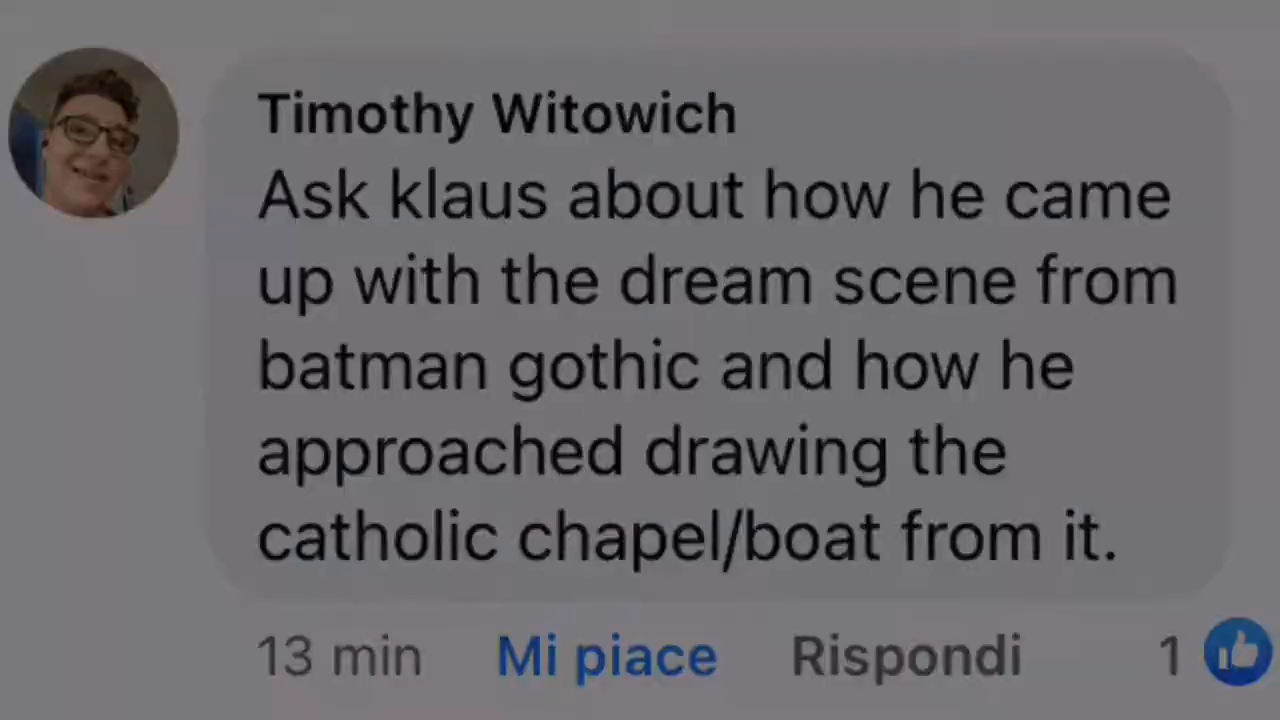 Timothy Witowich
Ask klaus about how he came
up with the dream scene from
batman gothic and how he
approached drawing the
catholic chapel/boat from it.
13 min Mi piace Rispondi 1